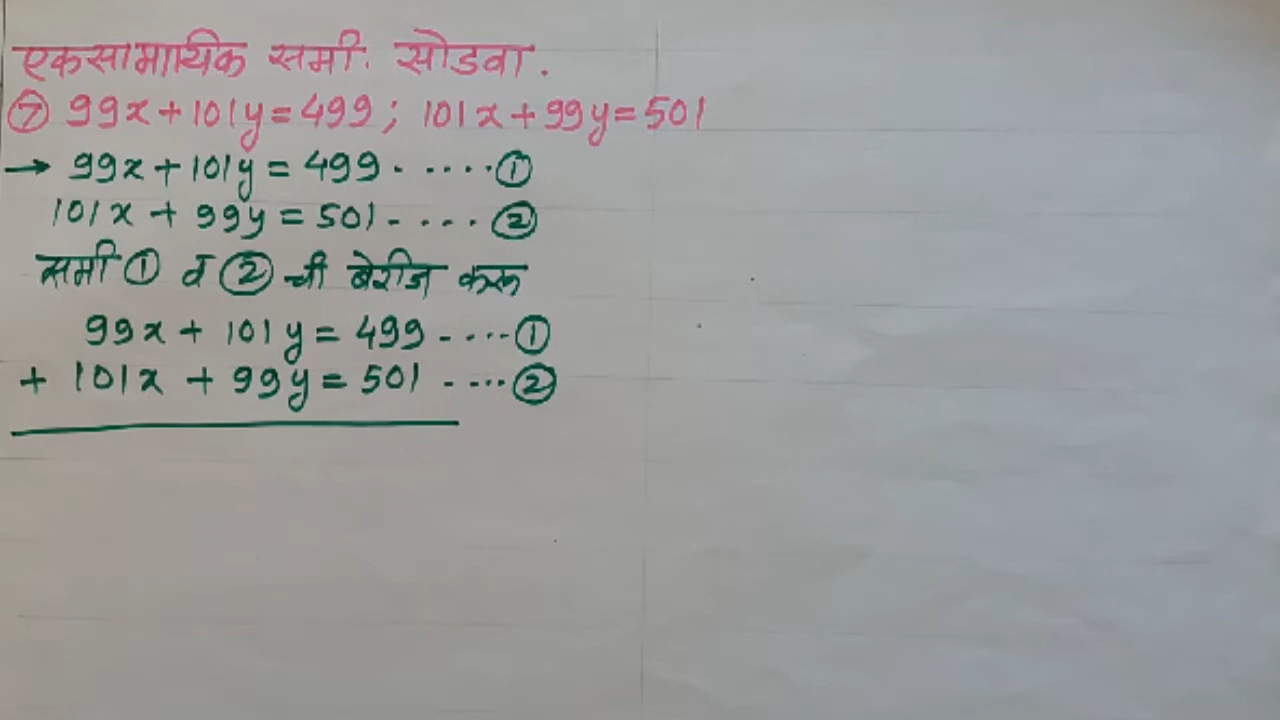 एकसामायिक समी. सोडवा.
⑦ 99x+101y=499; 101x+99y=501
→ 99x+101y=499.....①
101x+99y=501-....②
समी ① व ② ची बेरीज करू
99x+101y=499-....①
+ 101x+99y=501-....②